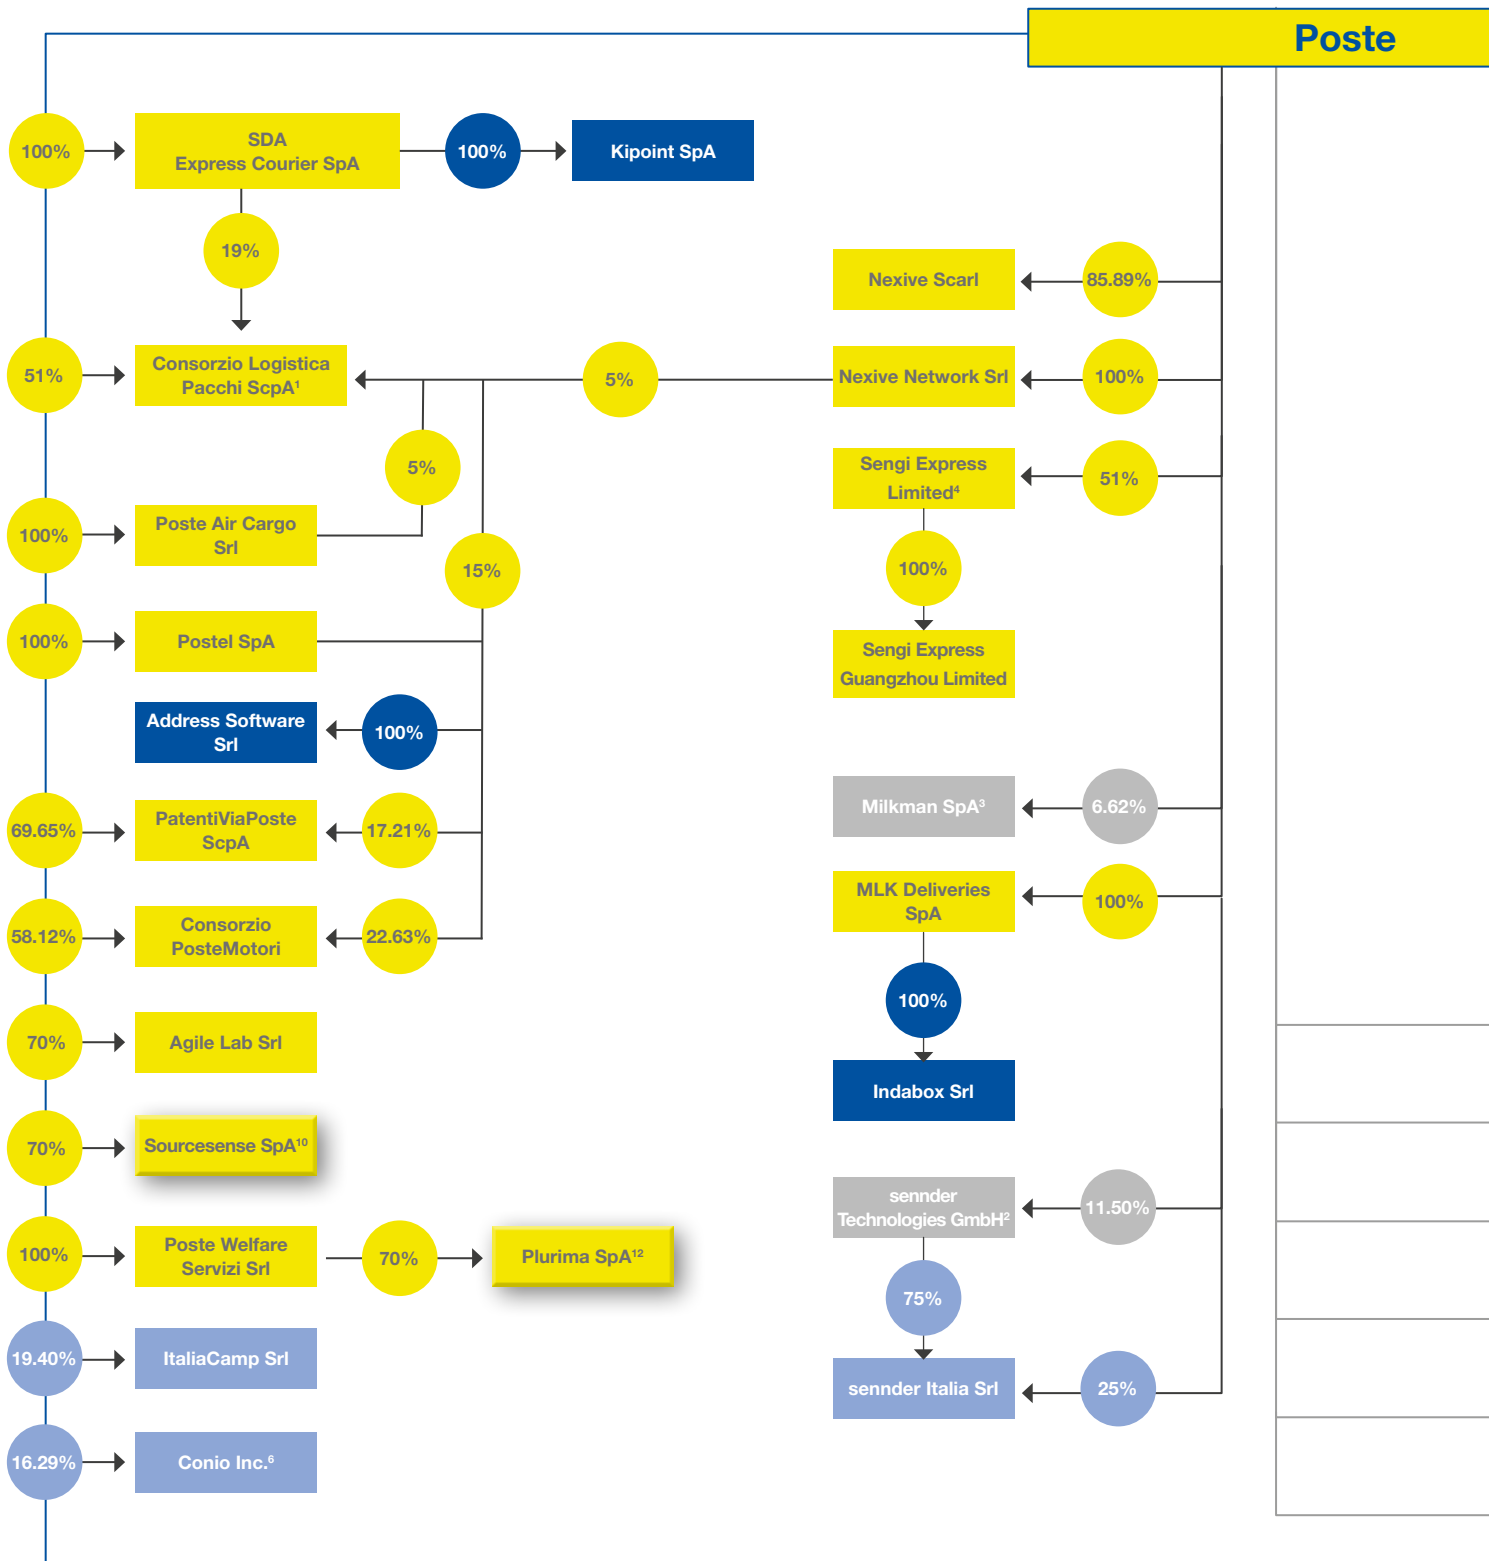 Poste
100%
SDA
Express Courier SpA
100%
Kipoint SpA
19%
Nexive Scarl
85.89%
51%
Consorzio Logistica
Pacchi ScpA¹
5%
Nexive Network Srl
100%
5%
Sengi Express
Limited⁴
51%
100%
Poste Air Cargo
Srl
15%
100%
100%
Postel SpA
Sengi Express
Guangzhou Limited
Address Software
Srl
100%
69.65%
PatentiViaPoste
ScpA
17.21%
Milkman SpA³
6.62%
58.12%
Consorzio
PosteMotori
22.63%
MLK Deliveries
SpA
100%
100%
70%
Agile Lab Srl
Indabox Srl
70%
Sourcesense SpA¹⁰
sennder
Technologies GmbH²
11.50%
100%
Poste Welfare
Servizi Srl
70%
Plurima SpA¹²
75%
19.40%
ItaliaCamp Srl
sennder Italia Srl
25%
16.29%
Conio Inc.⁶